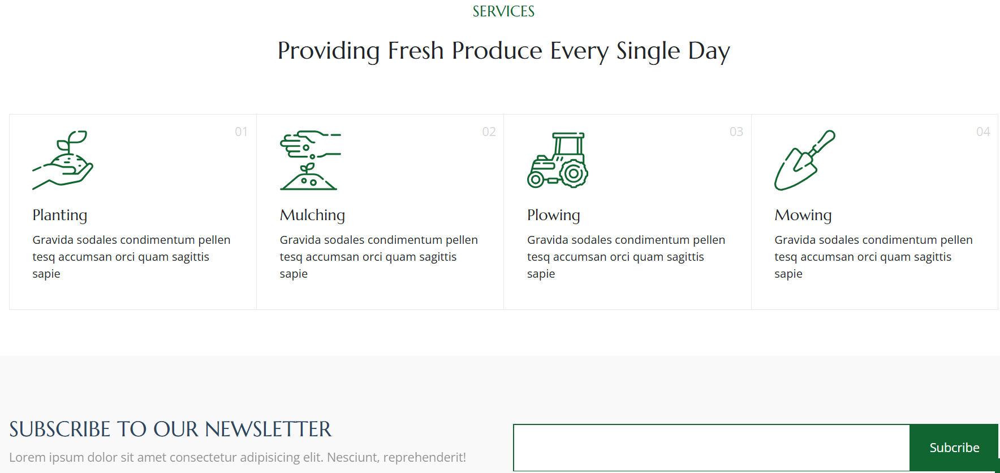 SERVICES
Providing Fresh Produce Every Single Day
01
Planting
Gravida sodales condimentum pellen
tesq accumsan orci quam sagittis
sapie
02
Mulching
Gravida sodales condimentum pellen
tesq accumsan orci quam sagittis
sapie
03
Plowing
Gravida sodales condimentum pellen
tesq accumsan orci quam sagittis
sapie
04
Mowing
Gravida sodales condimentum pellen
tesq accumsan orci quam sagittis
sapie
SUBSCRIBE TO OUR NEWSLETTER
Lorem ipsum dolor sit amet consectetur adipisicing elit. Nesciunt, reprehenderit!
Subcribe